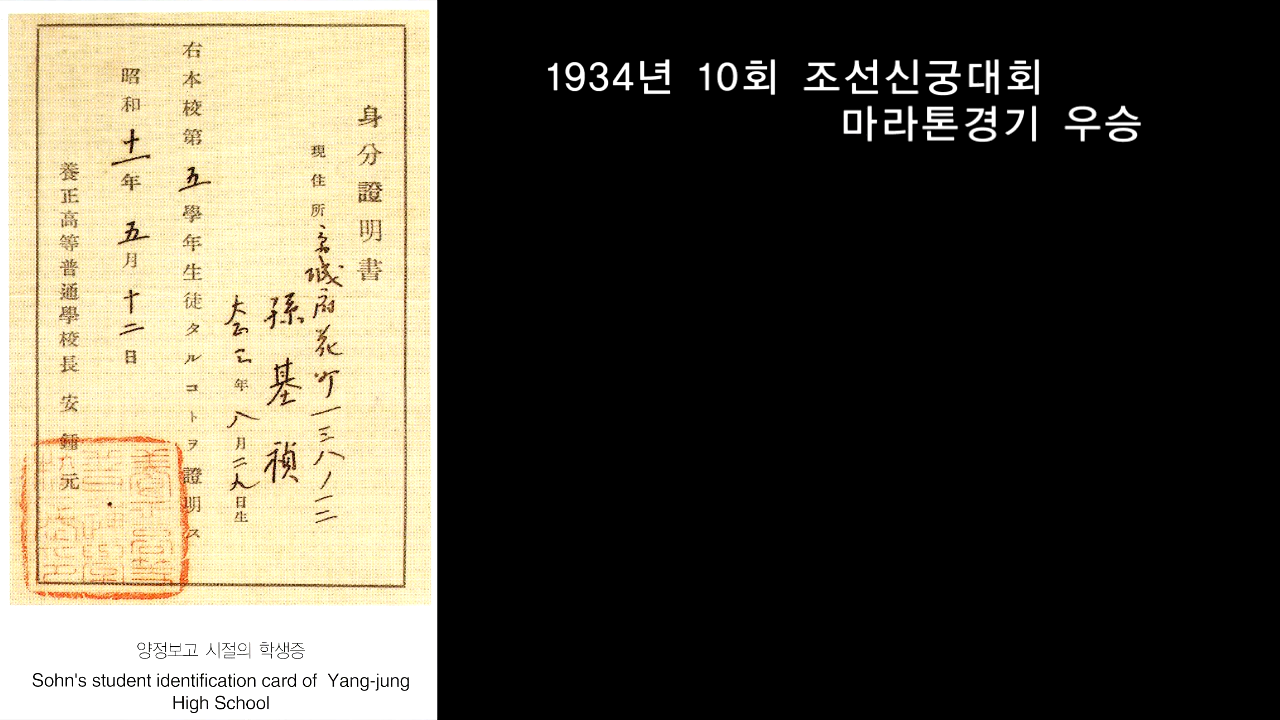 身分證明書
現住所 京城府花町一三八ノ二二
孫基禎
大正三年八月二九日生
右本校第五學年生徒タルコトヲ證明ス
昭和十一年五月十二日
養正高等普通學校長 安鍾元
양정보고 시절의 학생증
Sohn's student identification card of Yang-jung
High School
1934년 10회 조선신궁대회
마라톤경기 우승